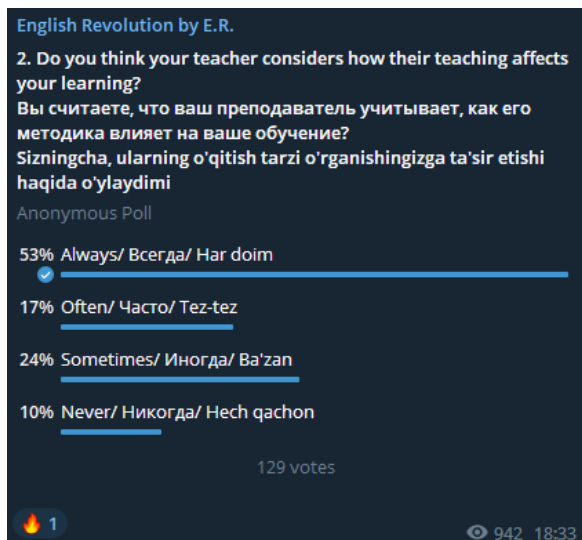 English Revolution by E.R.
2. Do you think your teacher considers how their teaching affects
your learning?
Вы считаете, что ваш преподаватель учитывает, как его
методика влияет на ваше обучение?
Sizningcha, ularning o'qitish tarzi o'rganishingizga ta'sir etishi
haqida o'ylaydimi
Anonymous Poll
53% Always/ Всегда/ Har doim
17% Often/ Часто/ Tez-tez
24% Sometimes/ Иногда/ Ba'zan
10% Never/ Никогда/ Hech qachon
129 votes
🔥 1
942 18:33